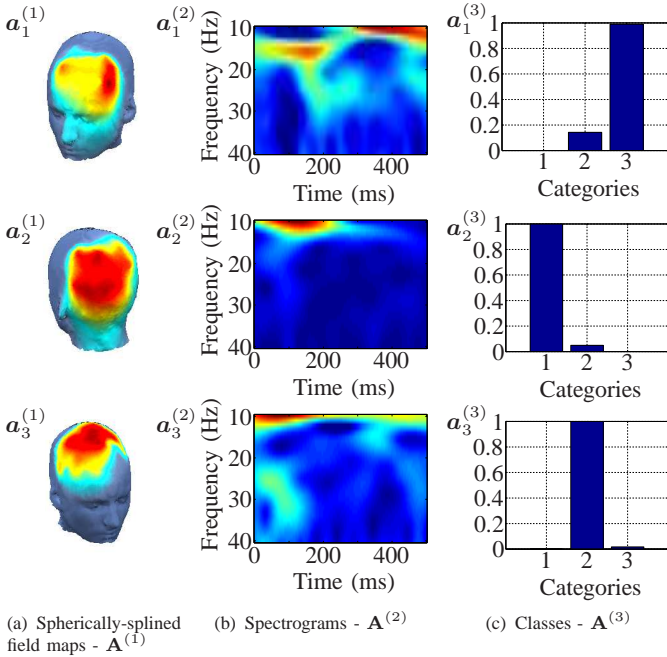 a_1^{(1)} a_1^{(2)} a_1^{(3)}
Frequency (Hz)
10
20
30
40
0 200 400
Time (ms)
1
0.8
0.6
0.4
0.2
0
1 2 3
Categories
a_2^{(1)} a_2^{(2)} a_2^{(3)}
Frequency (Hz)
10
20
30
40
0 200 400
Time (ms)
1
0.8
0.6
0.4
0.2
0
1 2 3
Categories
a_3^{(1)} a_3^{(2)} a_3^{(3)}
Frequency (Hz)
10
20
30
40
0 200 400
Time (ms)
1
0.8
0.6
0.4
0.2
0
1 2 3
Categories
(a) Spherically-splined
field maps - A^{(1)}
(b) Spectrograms - A^{(2)}
(c) Classes - A^{(3)}